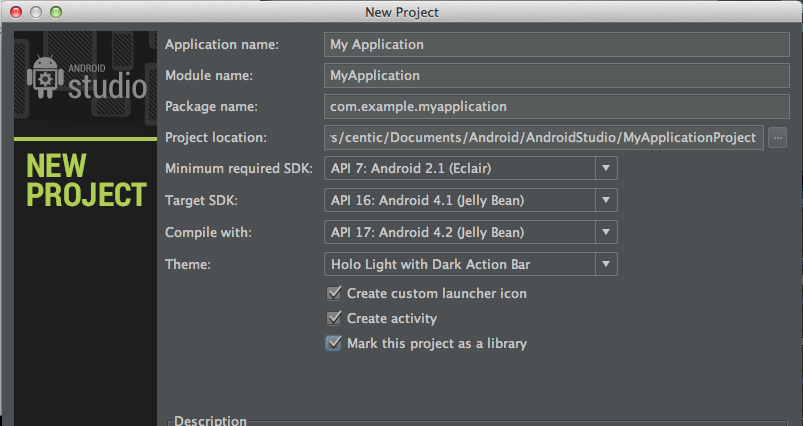 New Project
ANDROID
studio
NEW
PROJECT
Application name: My Application
Module name: MyApplication
Package name: com.example.myapplication
Project location: s/centic/Documents/Android/AndroidStudio/MyApplicationProject ...
Minimum required SDK: API 7: Android 2.1 (Eclair)
Target SDK: API 16: Android 4.1 (Jelly Bean)
Compile with: API 17: Android 4.2 (Jelly Bean)
Theme: Holo Light with Dark Action Bar
Create custom launcher icon
Create activity
Mark this project as a library
Description